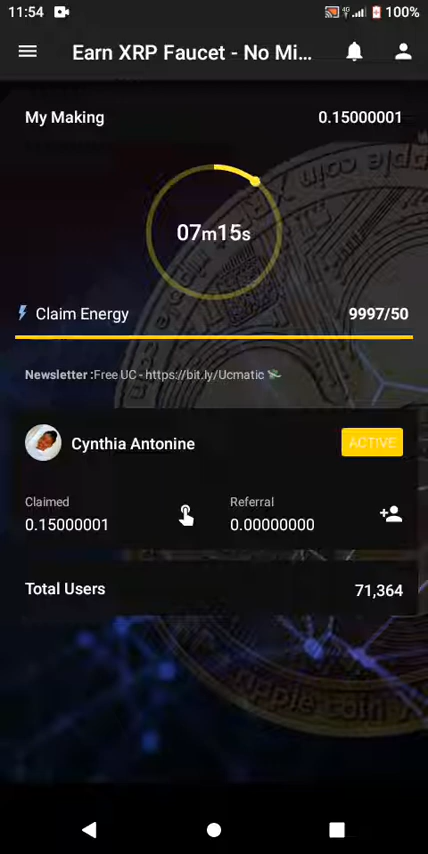 11:54 4G 100%
Earn XRP Faucet - No Mi...
My Making 0.15000001
07m15s
Claim Energy 9997/50
Newsletter :Free UC - https://bit.ly/Ucmatic 💸
Cynthia Antonine ACTIVE
Claimed Referral
0.15000001 0.00000000
Total Users 71,364